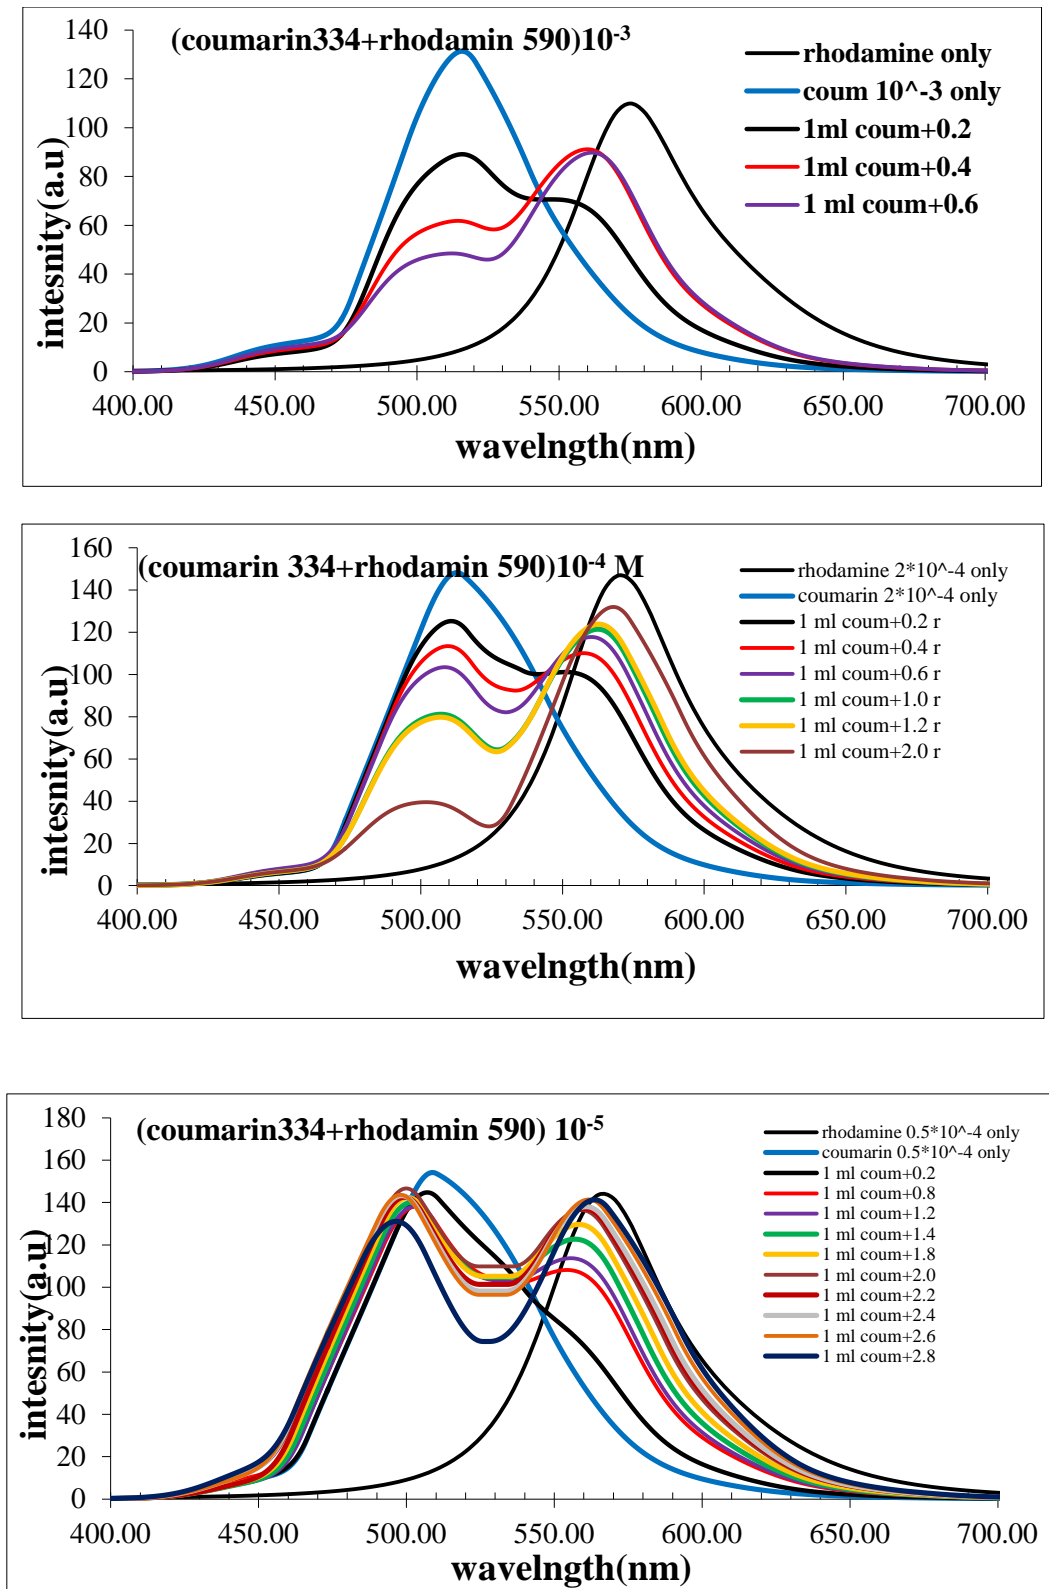 (coumarin334+rhodamin 590)10-3
rhodamine only
coum 10^-3 only
1ml coum+0.2
1ml coum+0.4
1 ml coum+0.6
140
120
100
80
60
40
20
0
intesnity(a.u)
400.00 450.00 500.00 550.00 600.00 650.00 700.00
wavelngth(nm)
(coumarin 334+rhodamin 590)10-4 M
rhodamine 2*10^-4 only
coumarin 2*10^-4 only
1 ml coum+0.2 r
1 ml coum+0.4 r
1 ml coum+0.6 r
1 ml coum+1.0 r
1 ml coum+1.2 r
1 ml coum+2.0 r
160
140
120
100
80
60
40
20
0
intesnity(a.u)
400.00 450.00 500.00 550.00 600.00 650.00 700.00
wavelngth(nm)
(coumarin334+rhodamin 590) 10-5
rhodamine 0.5*10^-4 only
coumarin 0.5*10^-4 only
1 ml coum+0.2
1 ml coum+0.8
1 ml coum+1.2
1 ml coum+1.4
1 ml coum+1.8
1 ml coum+2.0
1 ml coum+2.2
1 ml coum+2.4
1 ml coum+2.6
1 ml coum+2.8
180
160
140
120
100
80
60
40
20
0
intesnity(a.u)
400.00 450.00 500.00 550.00 600.00 650.00 700.00
wavelngth(nm)